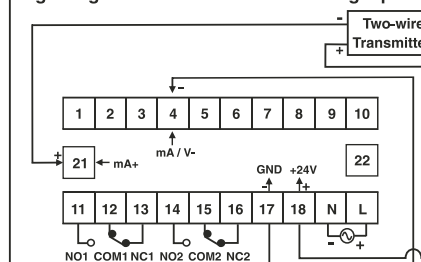 -
Two-wire
Transmitte
+
-
1 2 3 4 5 6 7 8 9 10
mA / V-
+
21
mA+
22
GND +24V
- +
11 12 13 14 15 16 17 18 N L
- +
NO1 COM1 NC1 NO2 COM2 NC2